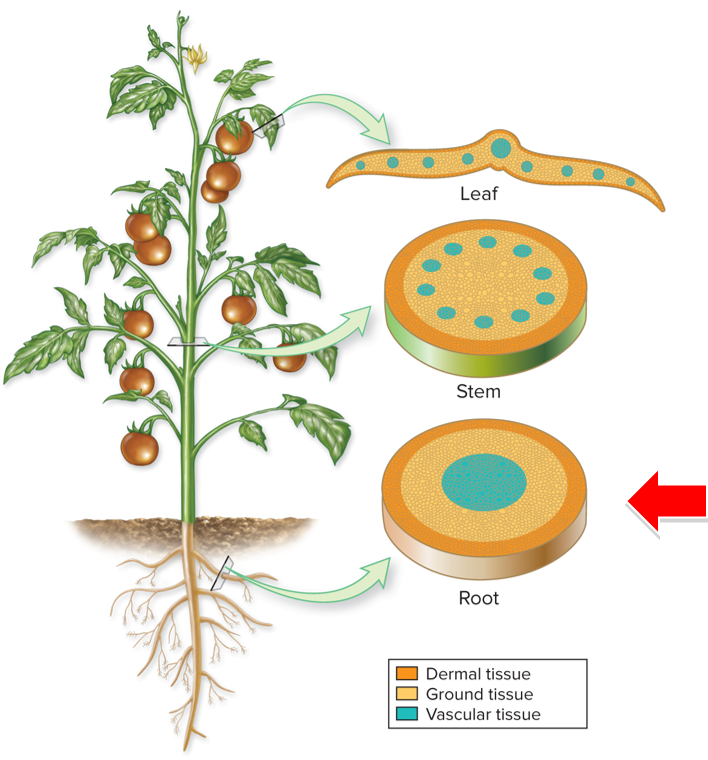 Leaf
Stem
Root
Dermal tissue
Ground tissue
Vascular tissue